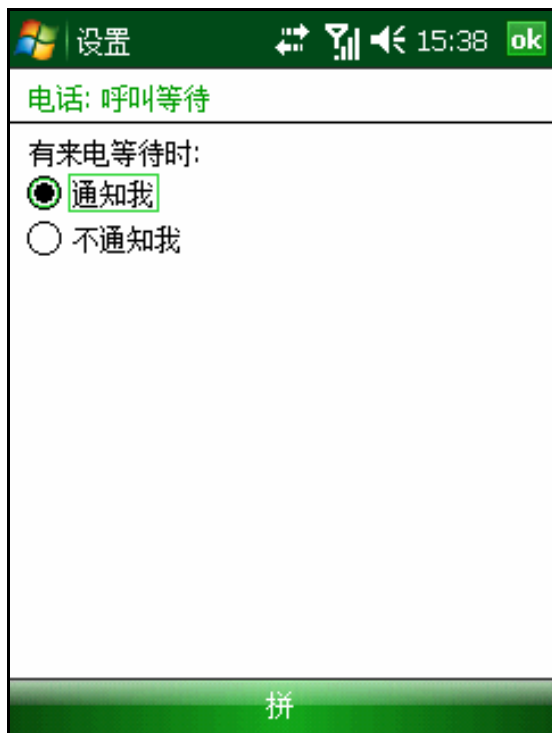 设置 15:38 ok
电话: 呼叫等待
有来电等待时:
通知我
不通知我
拼